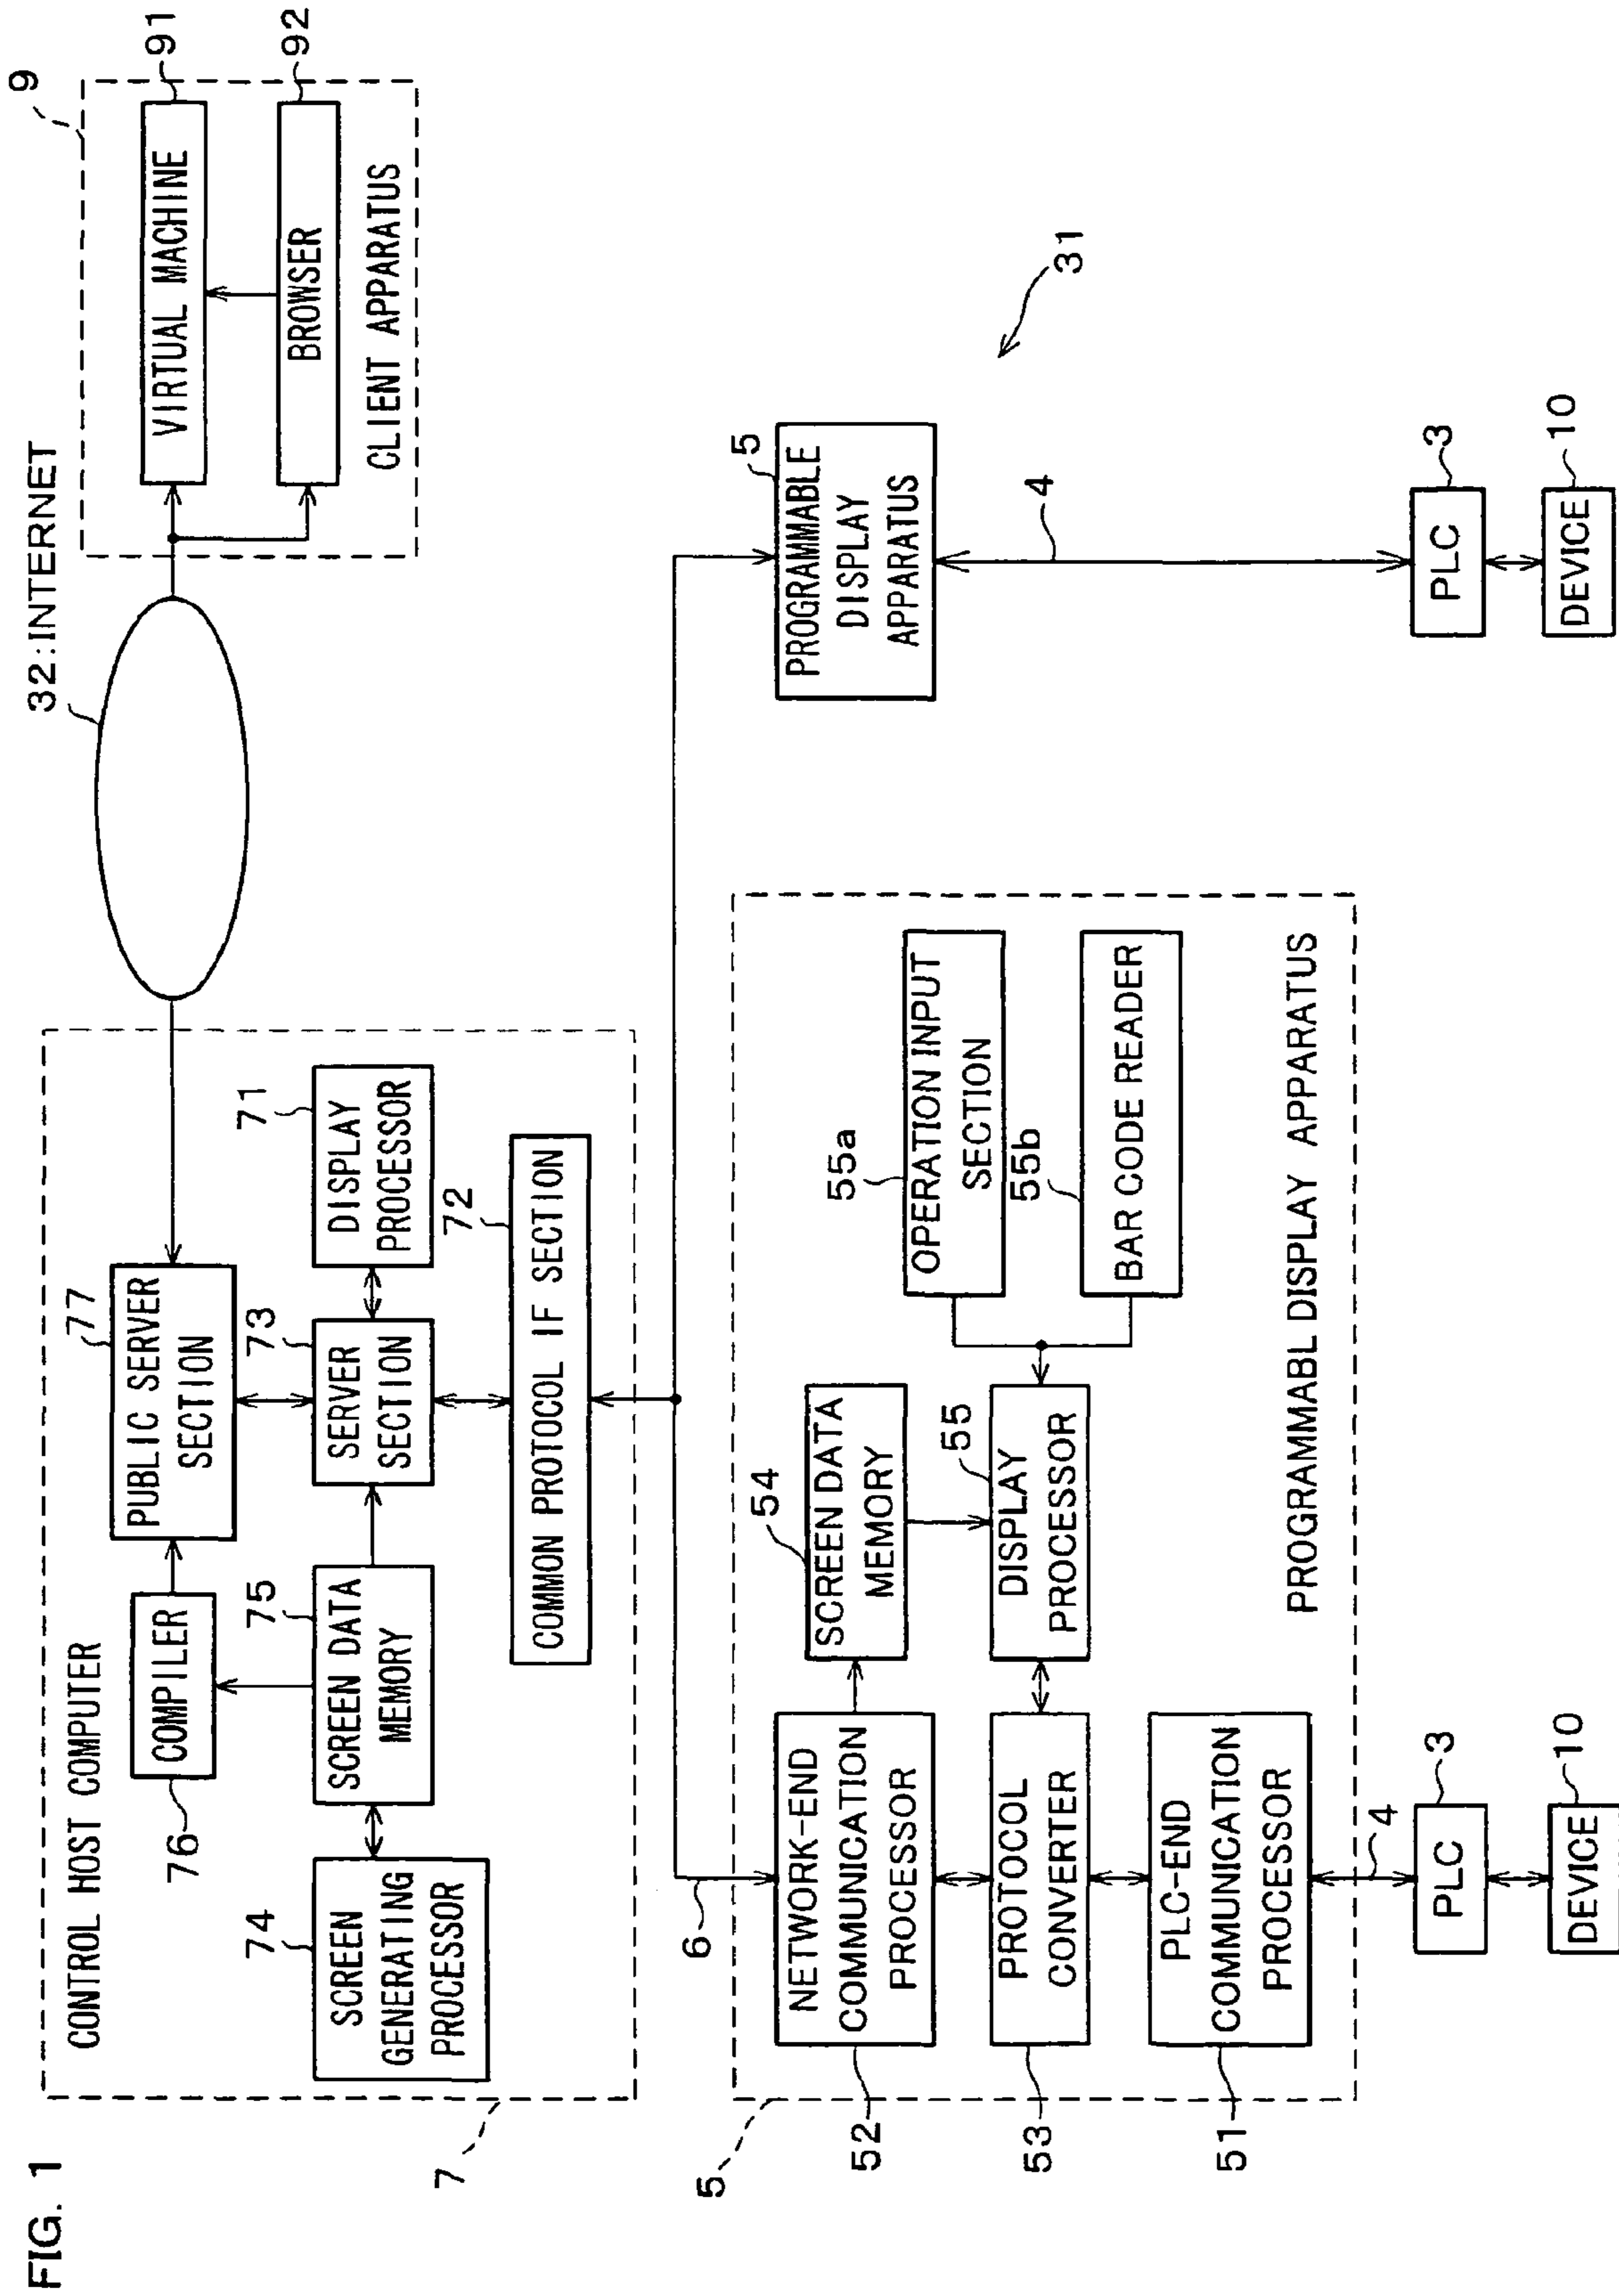 FIG. 1
CONTROL HOST COMPUTER
7
76
COMPILER
77
PUBLIC SERVER
SECTION
74
SCREEN
GENERATING
PROCESSOR
75
SCREEN DATA
MEMORY
73
SERVER
SECTION
71
DISPLAY
PROCESSOR
72
COMMON PROTOCOL IF SECTION
32:INTERNET
9
VIRTUAL MACHINE
91
BROWSER
92
CLIENT APPARATUS
6
5
52
NETWORK-END
COMMUNICATION
PROCESSOR
54
SCREEN DATA
MEMORY
55a
OPERATION INPUT
SECTION
53
PROTOCOL
CONVERTER
55
DISPLAY
PROCESSOR
55b
BAR CODE READER
51
PLC-END
COMMUNICATION
PROCESSOR
PROGRAMMABL DISPLAY APPARATUS
4
PLC
3
DEVICE
10
5
PROGRAMMABLE
DISPLAY
APPARATUS
31
4
PLC
3
DEVICE
10